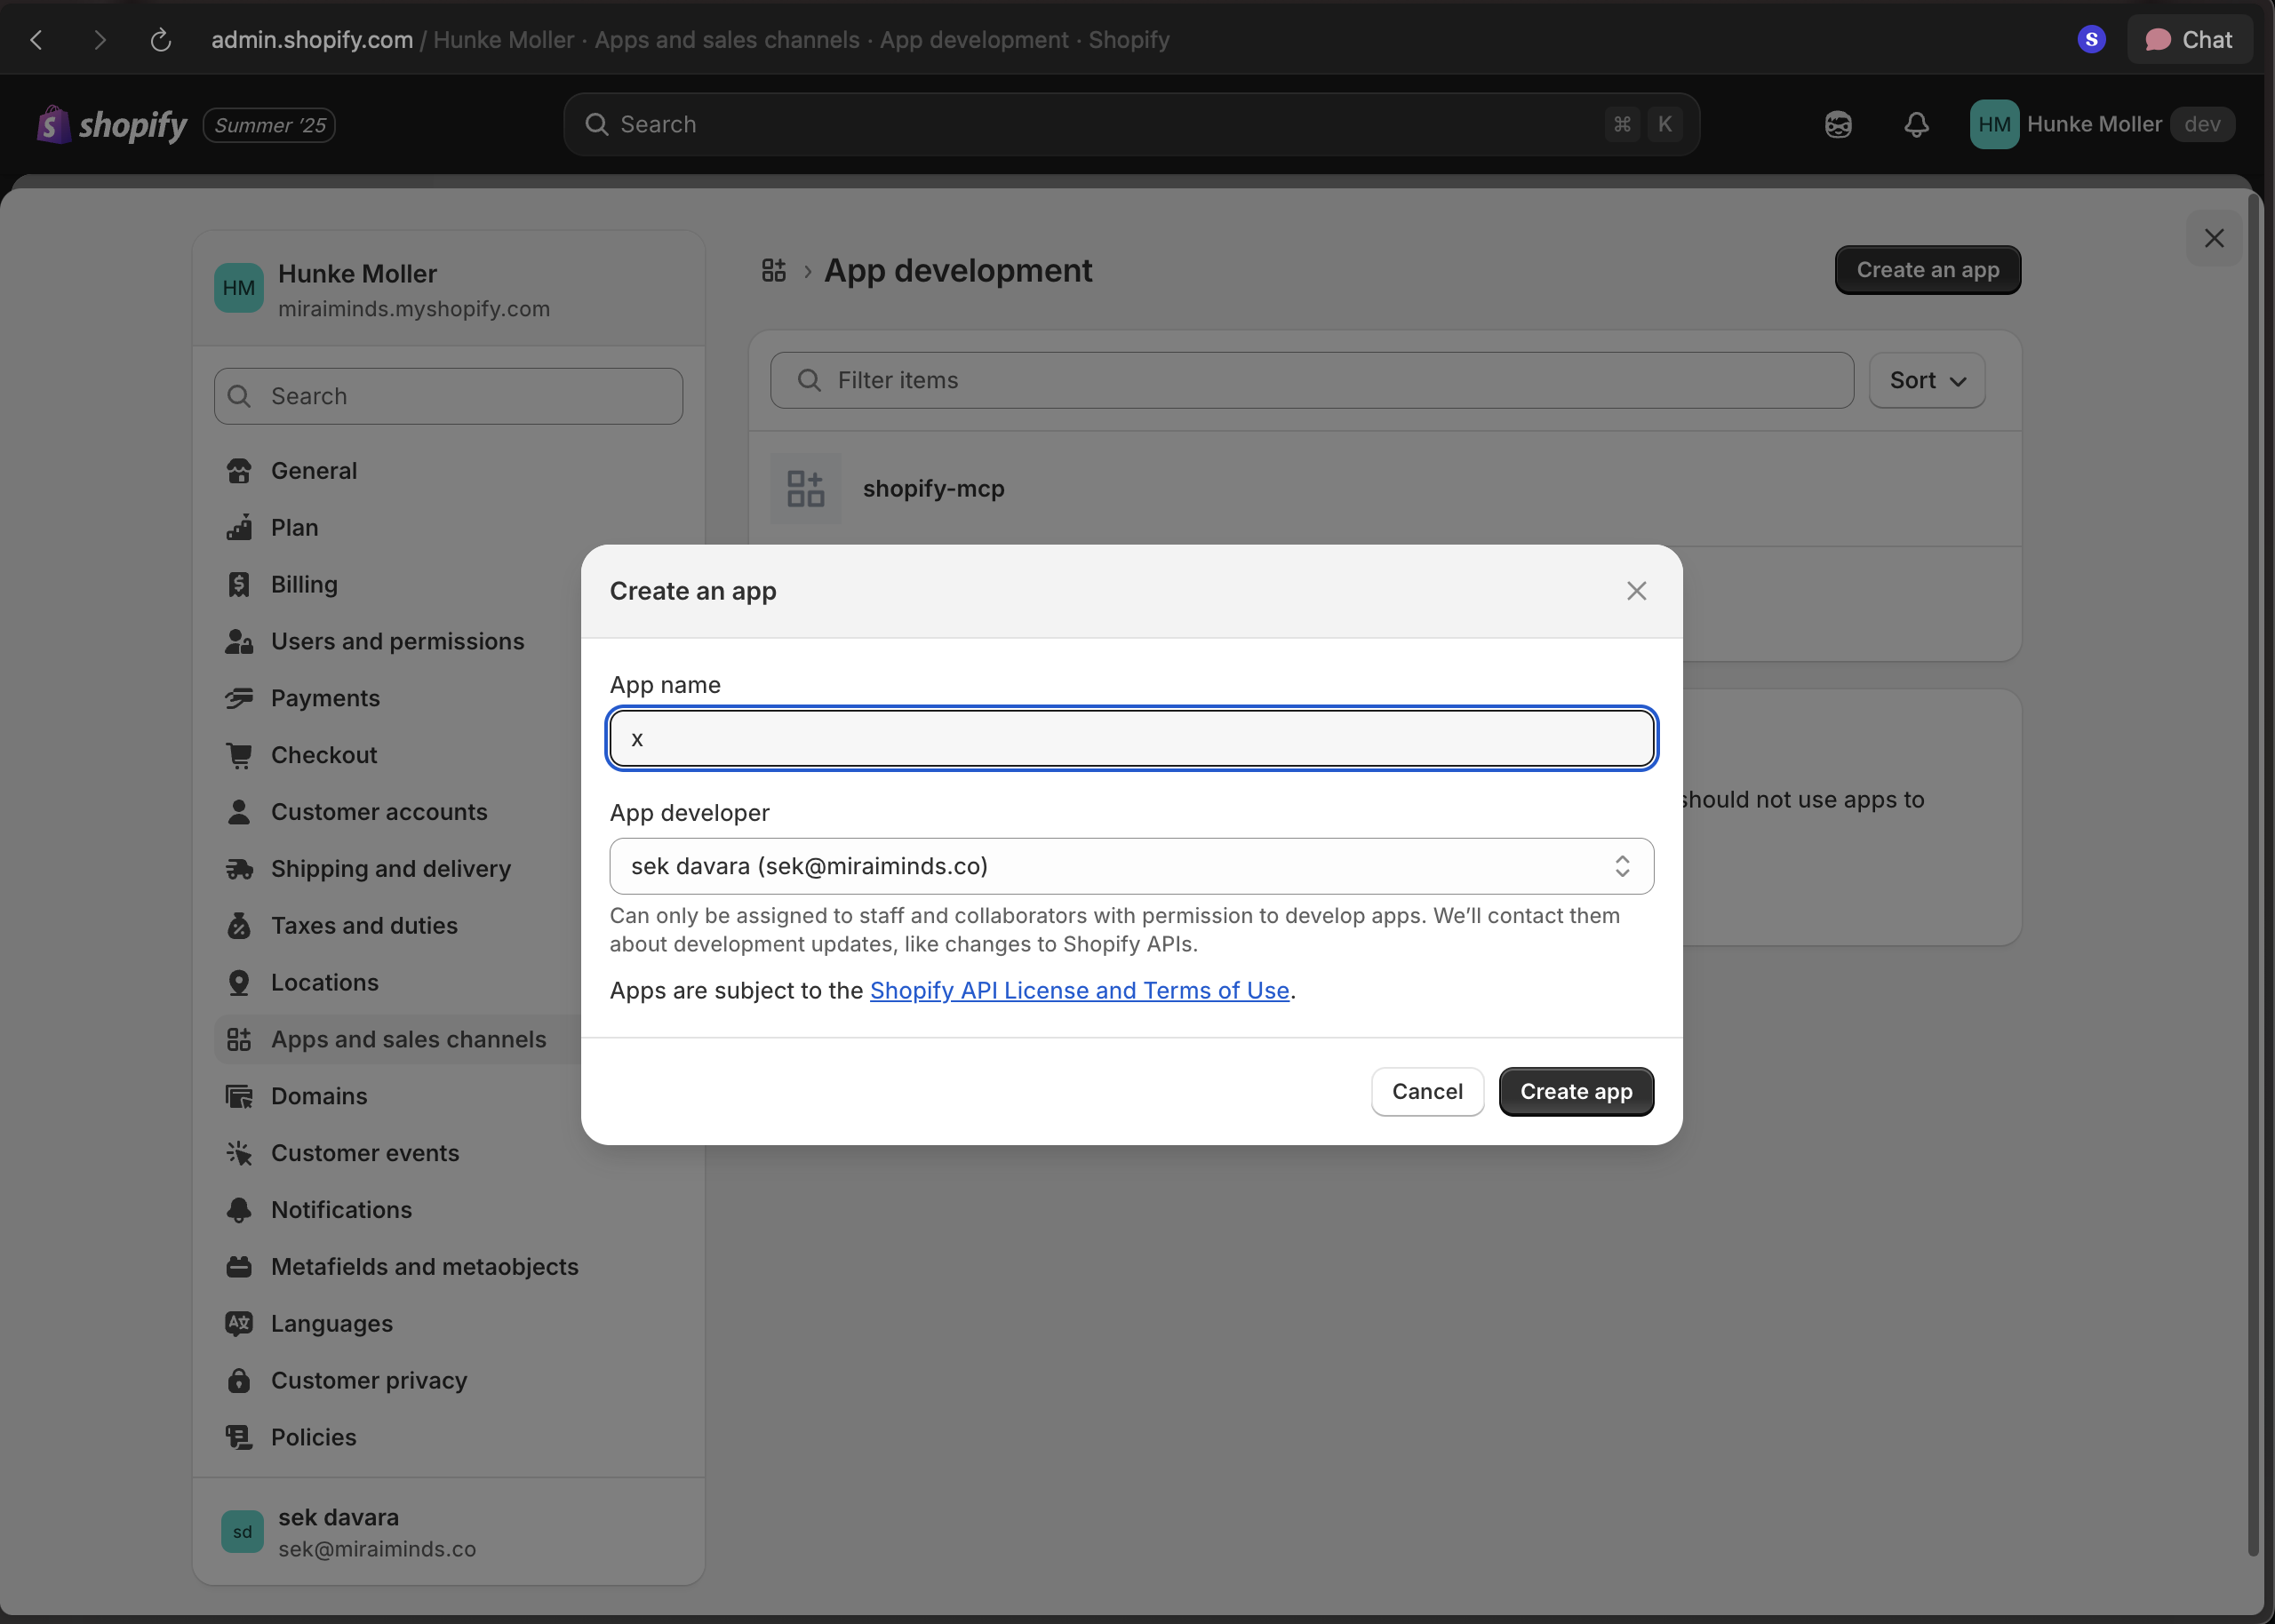 admin.shopify.com / Hunke Moller · Apps and sales channels · App development · Shopify
S
Chat
shopify
Summer '25
Search
⌘ K
HM
Hunke Moller
dev
HM
Hunke Moller
miraiminds.myshopify.com
Search
General
Plan
Billing
Users and permissions
Payments
Checkout
Customer accounts
Shipping and delivery
Taxes and duties
Locations
Apps and sales channels
Domains
Customer events
Notifications
Metafields and metaobjects
Languages
Customer privacy
Policies
sd
sek davara
sek@miraiminds.co
App development
Create an app
Filter items
Sort
shopify-mcp
should not use apps to
Create an app
App name
x
App developer
sek davara (sek@miraiminds.co)
Can only be assigned to staff and collaborators with permission to develop apps. We’ll contact them
about development updates, like changes to Shopify APIs.
Apps are subject to the Shopify API License and Terms of Use.
Cancel
Create app